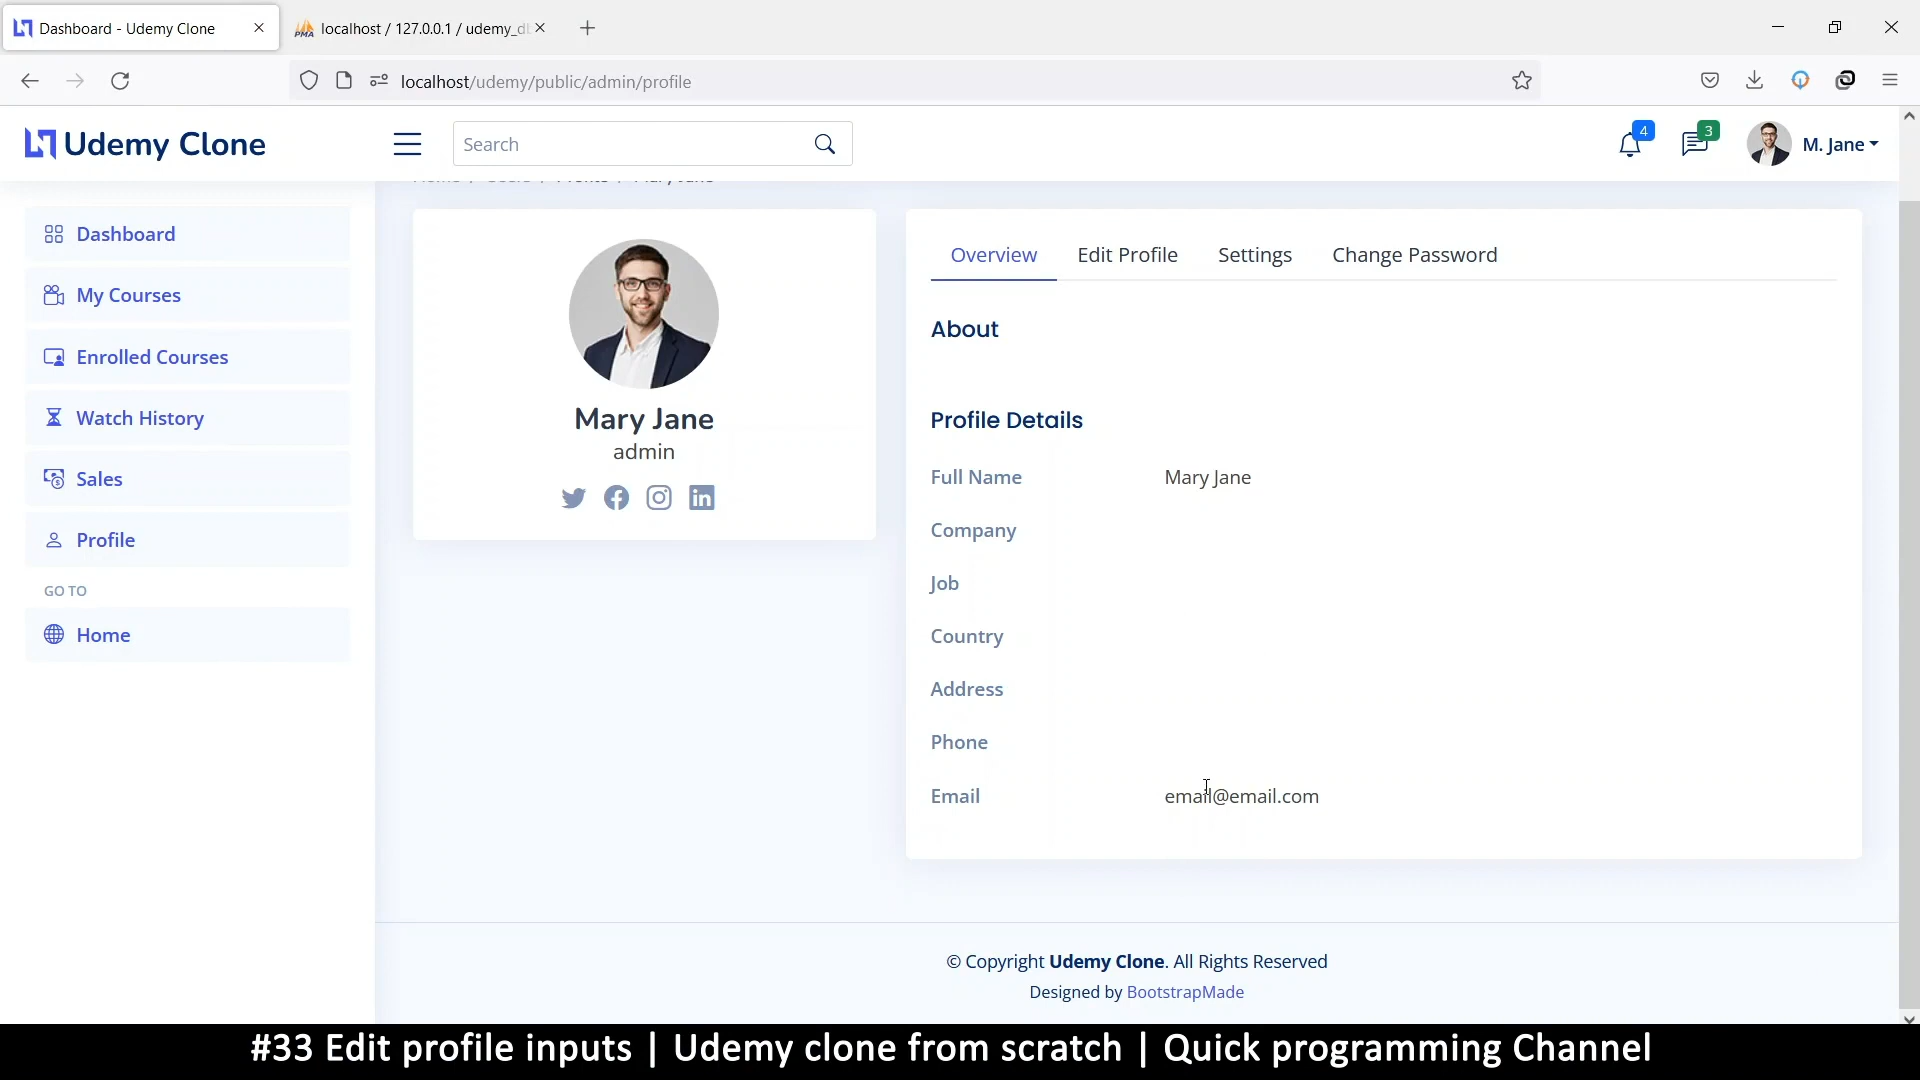 Dashboard - Udemy Clone
localhost / 127.0.0.1 / udemy_d
localhost/udemy/public/admin/profile
Udemy Clone
Search
4
3
M. Jane
Dashboard
My Courses
Enrolled Courses
Watch History
Sales
Profile
GO TO
Home
Mary Jane
admin
Overview Edit Profile Settings Change Password
About
Profile Details
Full Name Mary Jane
Company
Job
Country
Address
Phone
Email email@email.com
© Copyright Udemy Clone. All Rights Reserved
Designed by BootstrapMade
#33 Edit profile inputs | Udemy clone from scratch | Quick programming Channel